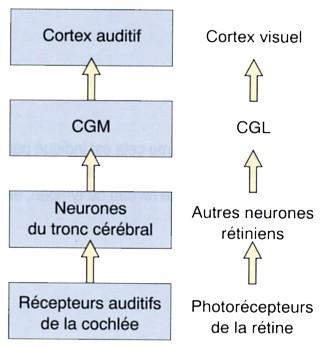 Cortex auditif
Cortex visuel
CGM
CGL
Neurones
du tronc cérébral
Autres neurones
rétiniens
Récepteurs auditifs
de la cochlée
Photorécepteurs
de la rétine